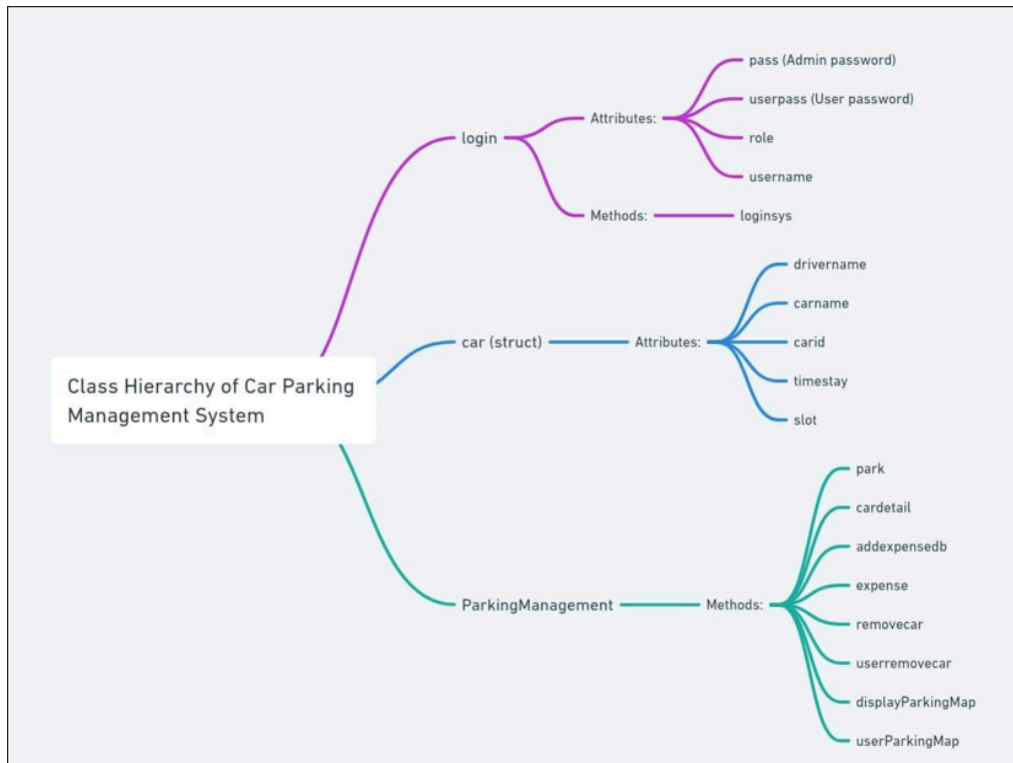 Class Hierarchy of Car Parking
Management System
login
Attributes:
pass (Admin password)
userpass (User password)
role
username
Methods:
loginsys
car (struct)
Attributes:
drivername
carname
carid
timestay
slot
ParkingManagement
Methods:
park
cardetail
addexpensedb
expense
removecar
userremovecar
displayParkingMap
userParkingMap